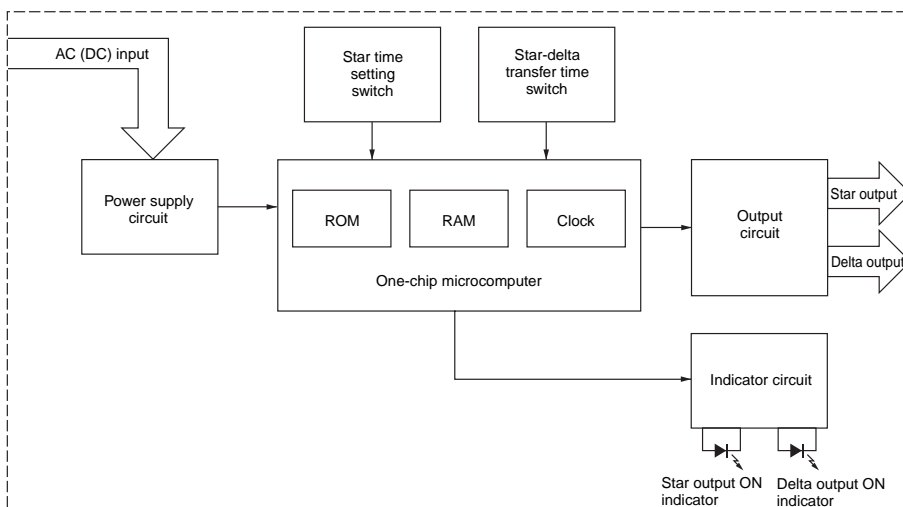 AC (DC) input
Star time
setting
switch
Star-delta
transfer time
switch
Power supply
circuit
ROM
RAM
Clock
One-chip microcomputer
Output
circuit
Star output
Delta output
Indicator circuit
Star output ON
indicator
Delta output ON
indicator